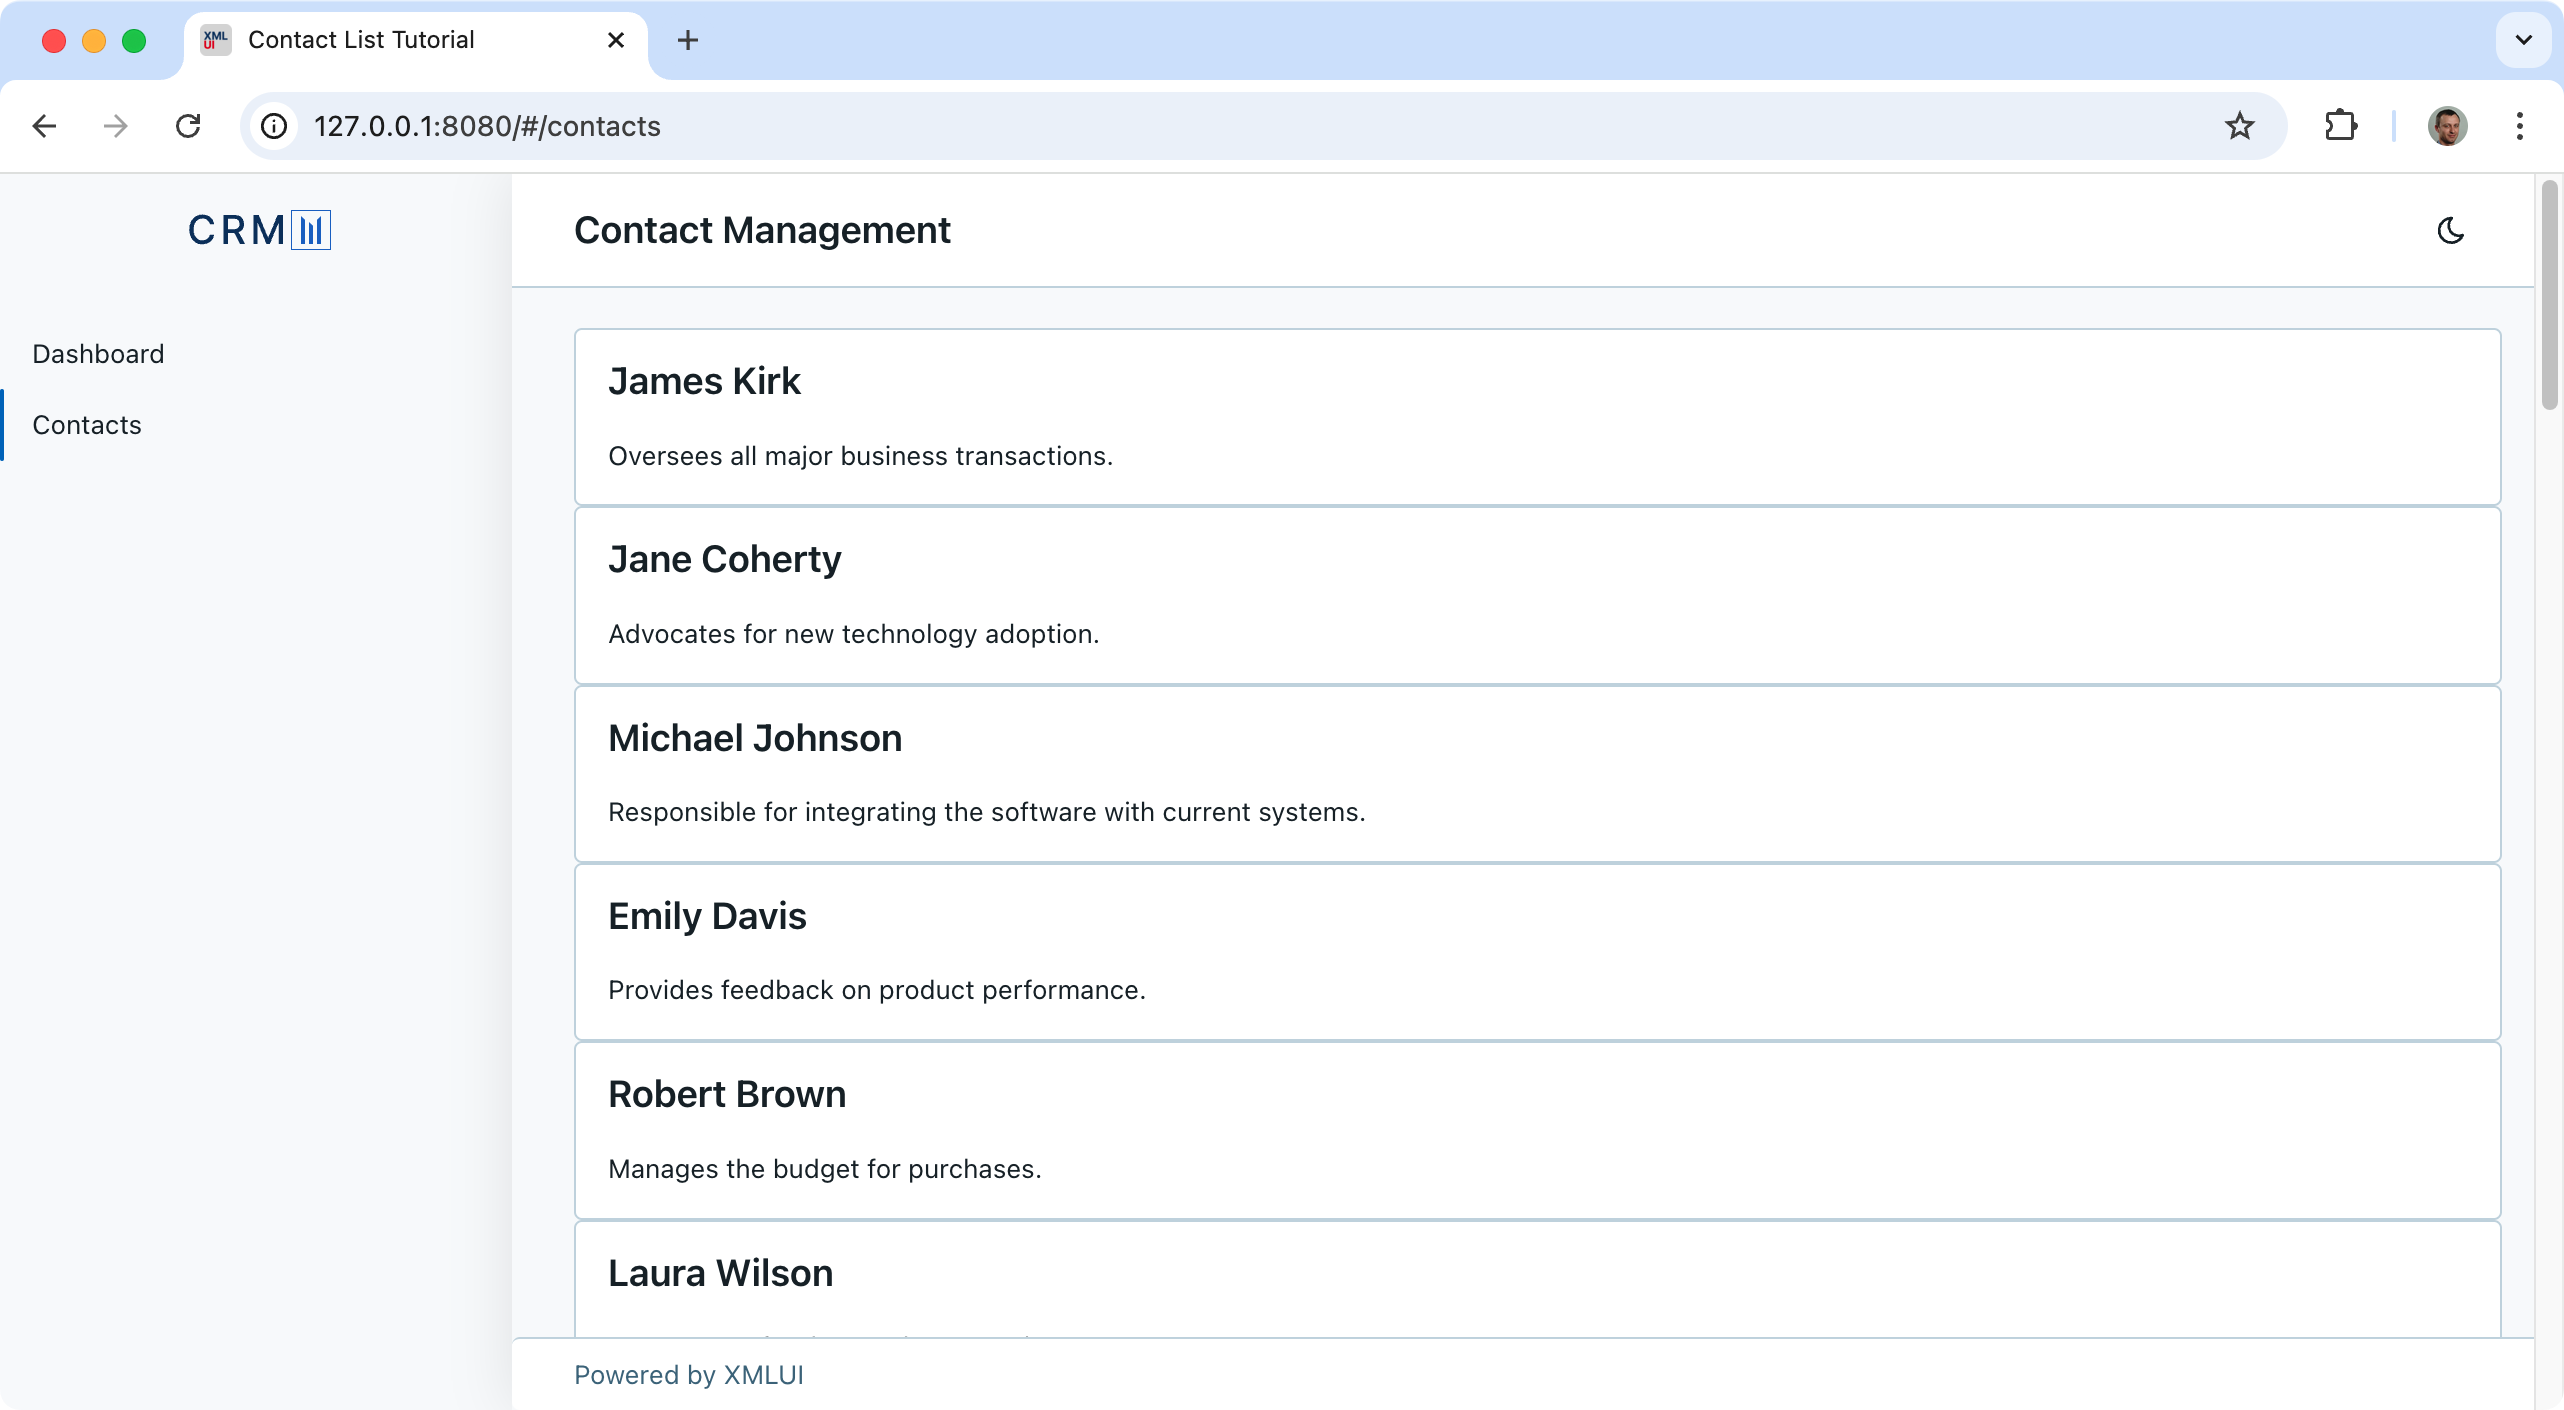 XML
UI
Contact List Tutorial
127.0.0.1:8080/#/contacts
CRM
Contact Management
Dashboard
Contacts
James Kirk
Oversees all major business transactions.
Jane Coherty
Advocates for new technology adoption.
Michael Johnson
Responsible for integrating the software with current systems.
Emily Davis
Provides feedback on product performance.
Robert Brown
Manages the budget for purchases.
Laura Wilson
Powered by XMLUI